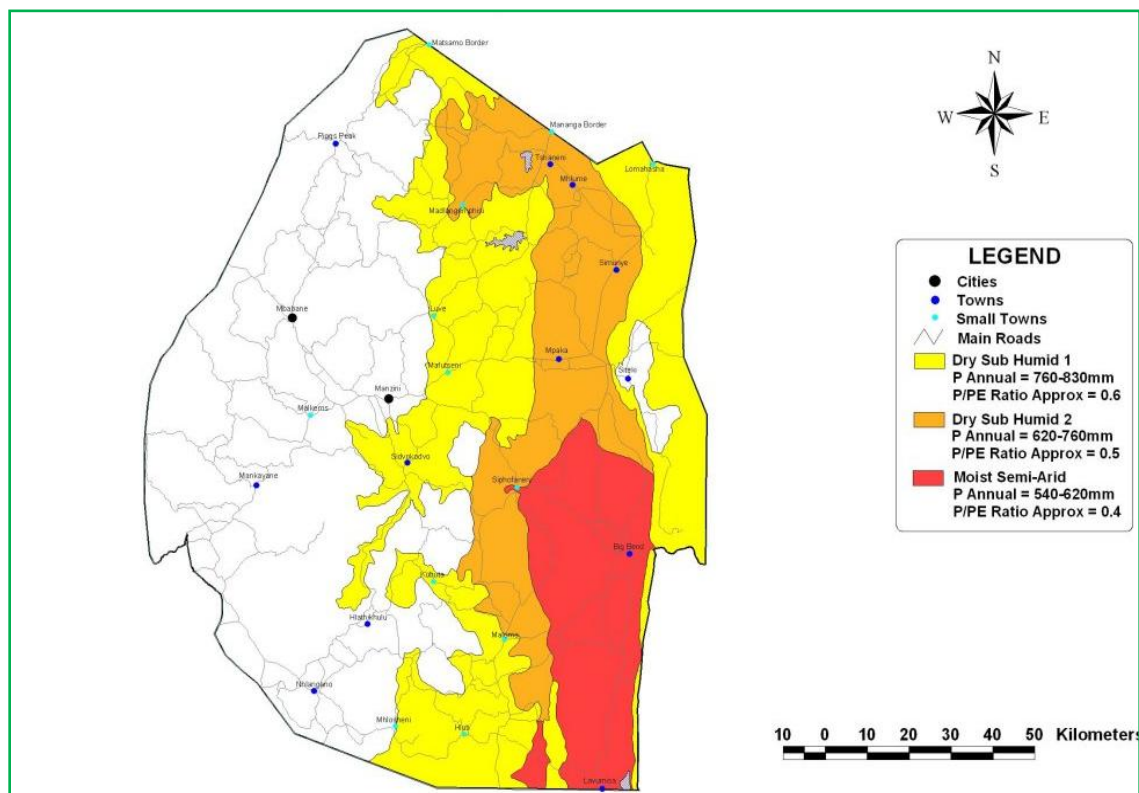 Matsamo Border
N
Mananga Border
W
E
Piggs Peak
Tshaneni
Lomahasha
S
Mhlume
Madlangemphisi
LEGEND
Simunye
Cities
Towns
Mbabane
Luve
Small Towns
Main Roads
Mpaka
Dry Sub Humid 1
Mafutseni
Siteki
P Annual = 760-830mm
Manzini
P/PE Ratio Approx = 0.6
Malkerns
Dry Sub Humid 2
P Annual = 620-760mm
P/PE Ratio Approx = 0.5
Sidvokodvo
Mankayane
Moist Semi-Arid
Siphofaneni
P Annual = 540-620mm
P/PE Ratio Approx = 0.4
Big Bend
Kubuta
Hlathikhulu
Maloma
Nhlangano
Mhlosheni
Hluti
10 0 10 20 30 40 50 Kilometers
Lavumisa